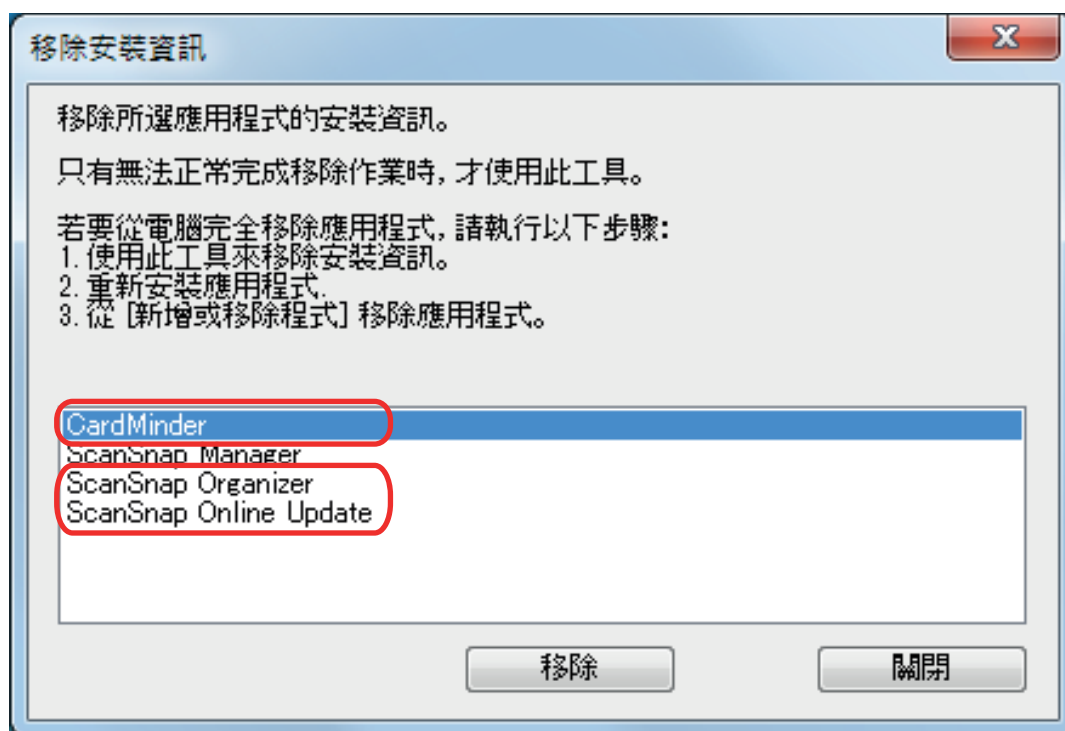 移除安裝資訊
移除所選應用程式的安裝資訊。
只有無法正常完成移除作業時, 才使用此工具。
若要從電腦完全移除應用程式, 請執行以下步驟:
1. 使用此工具來移除安裝資訊。
2. 重新安裝應用程式.
3. 從 [新增或移除程式] 移除應用程式。
CardMinder
ScanSnap Manager
ScanSnap Organizer
ScanSnap Online Update
移除
關閉